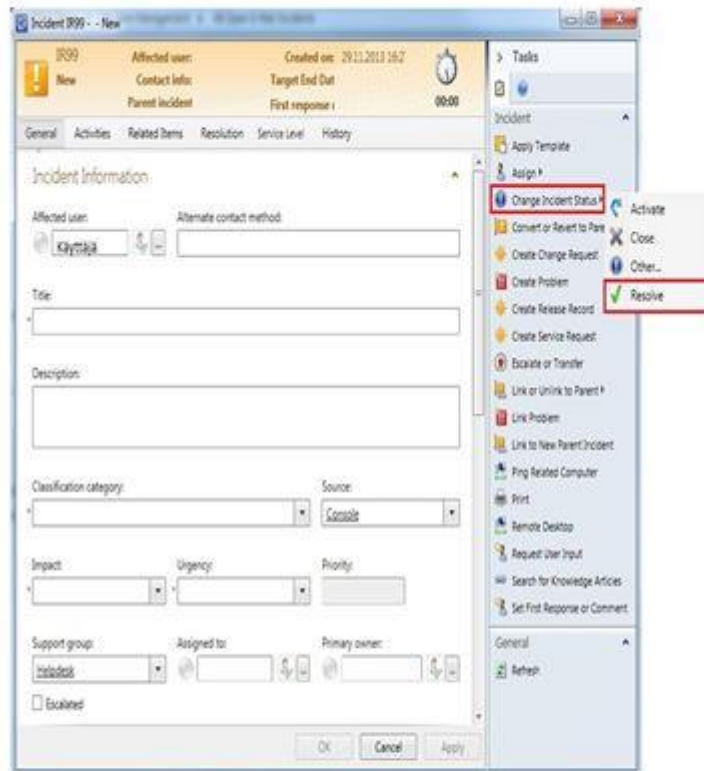 Incident IR99 - - New
IR99
New
Affected user:
Contact info:
Parent incident
Created on: 29.11.2013 16:2
Target End Dat
First response
00:00
General Activities Related Items Resolution Service Level History
Incident Information
Affected user:
Alternate contact method:
Käyttäjä
Title:
*
Description:
Classification category:
Source:
*
Console
Impact:
Urgency:
Priority:
*
*
Support group:
Assigned to:
Primary owner:
Helpdesk
Escalated
OK Cancel Apply
Tasks
Incident
Apply Template
Assign
Change Incident Status
Convert or Revert to Pare
Create Change Request
Create Problem
Create Release Record
Create Service Request
Escalate or Transfer
Link or Unlink to Parent
Link Problem
Link to New Parent Incident
Ping Related Computer
Print
Remote Desktop
Request User Input
Search for Knowledge Articles
Set First Response or Comment
General
Refresh
Activate
Close
Other...
Resolve